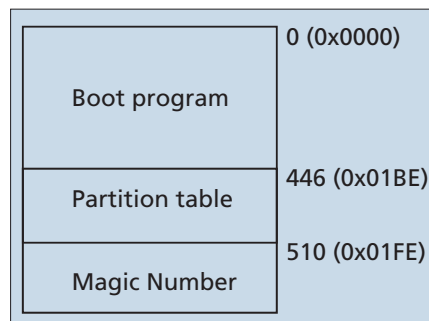 0 (0x0000)
Boot program
446 (0x01BE)
Partition table
510 (0x01FE)
Magic Number